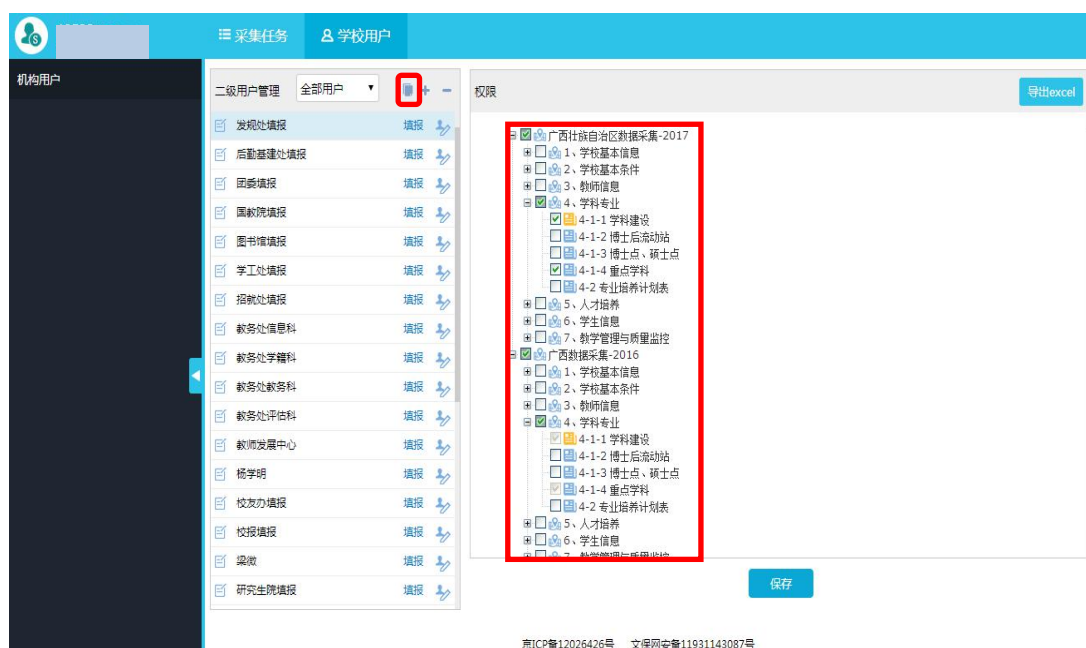 采集任务 学校用户
机构用户
二级用户管理 全部用户
发规处填报 填报
后勤基建处填报 填报
团委填报 填报
国教院填报 填报
图书馆填报 填报
学工处填报 填报
招就处填报 填报
教务处信息科 填报
教务处学籍科 填报
教务处教务科 填报
教务处评估科 填报
教师发展中心 填报
杨学明 填报
校友办填报 填报
校报填报 填报
梁微 填报
研究生院填报 填报
权限 导出excel
广西壮族自治区数据采集-2017
1、学校基本信息
2、学校基本条件
3、教师信息
4、学科专业
4-1-1 学科建设
4-1-2 博士后流动站
4-1-3 博士点、硕士点
4-1-4 重点学科
4-2 专业培养计划表
5、人才培养
6、学生信息
7、教学管理与质量监控
广西数据采集-2016
1、学校基本信息
2、学校基本条件
3、教师信息
4、学科专业
4-1-1 学科建设
4-1-2 博士后流动站
4-1-3 博士点、硕士点
4-1-4 重点学科
4-2 专业培养计划表
5、人才培养
6、学生信息
7、教学管理与质量监控
保存
京ICP备12026426号 文保网安备11931143087号